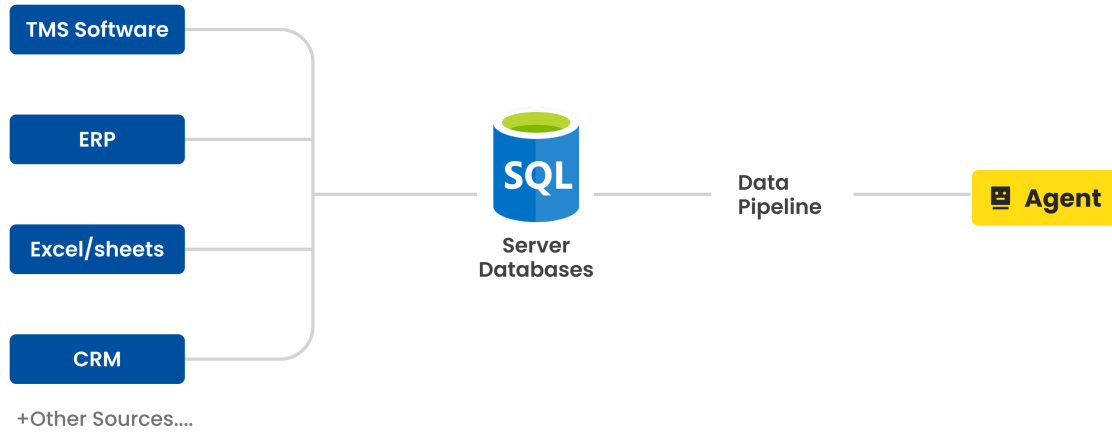 TMS Software
ERP
Excel/sheets
CRM
+Other Sources....
SQL
Server
Databases
Data
Pipeline
Agent